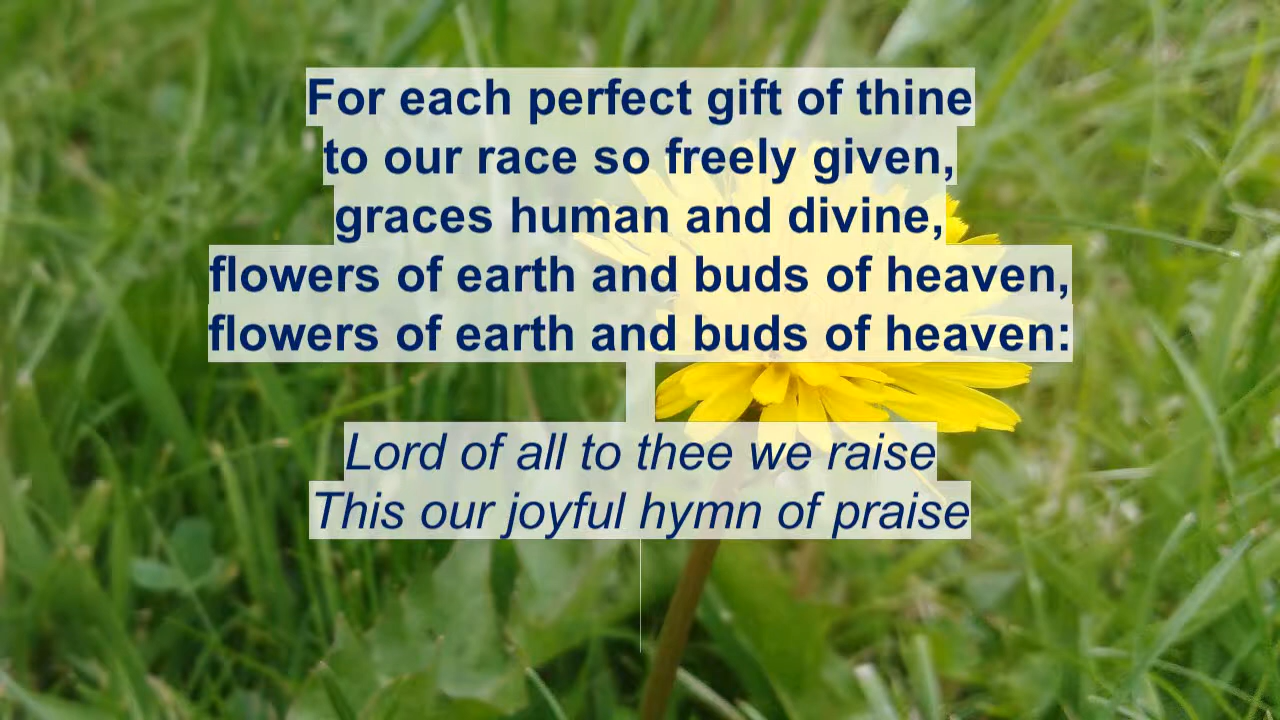 For each perfect gift of thine
to our race so freely given,
graces human and divine,
flowers of earth and buds of heaven,
flowers of earth and buds of heaven:
Lord of all to thee we raise
This our joyful hymn of praise